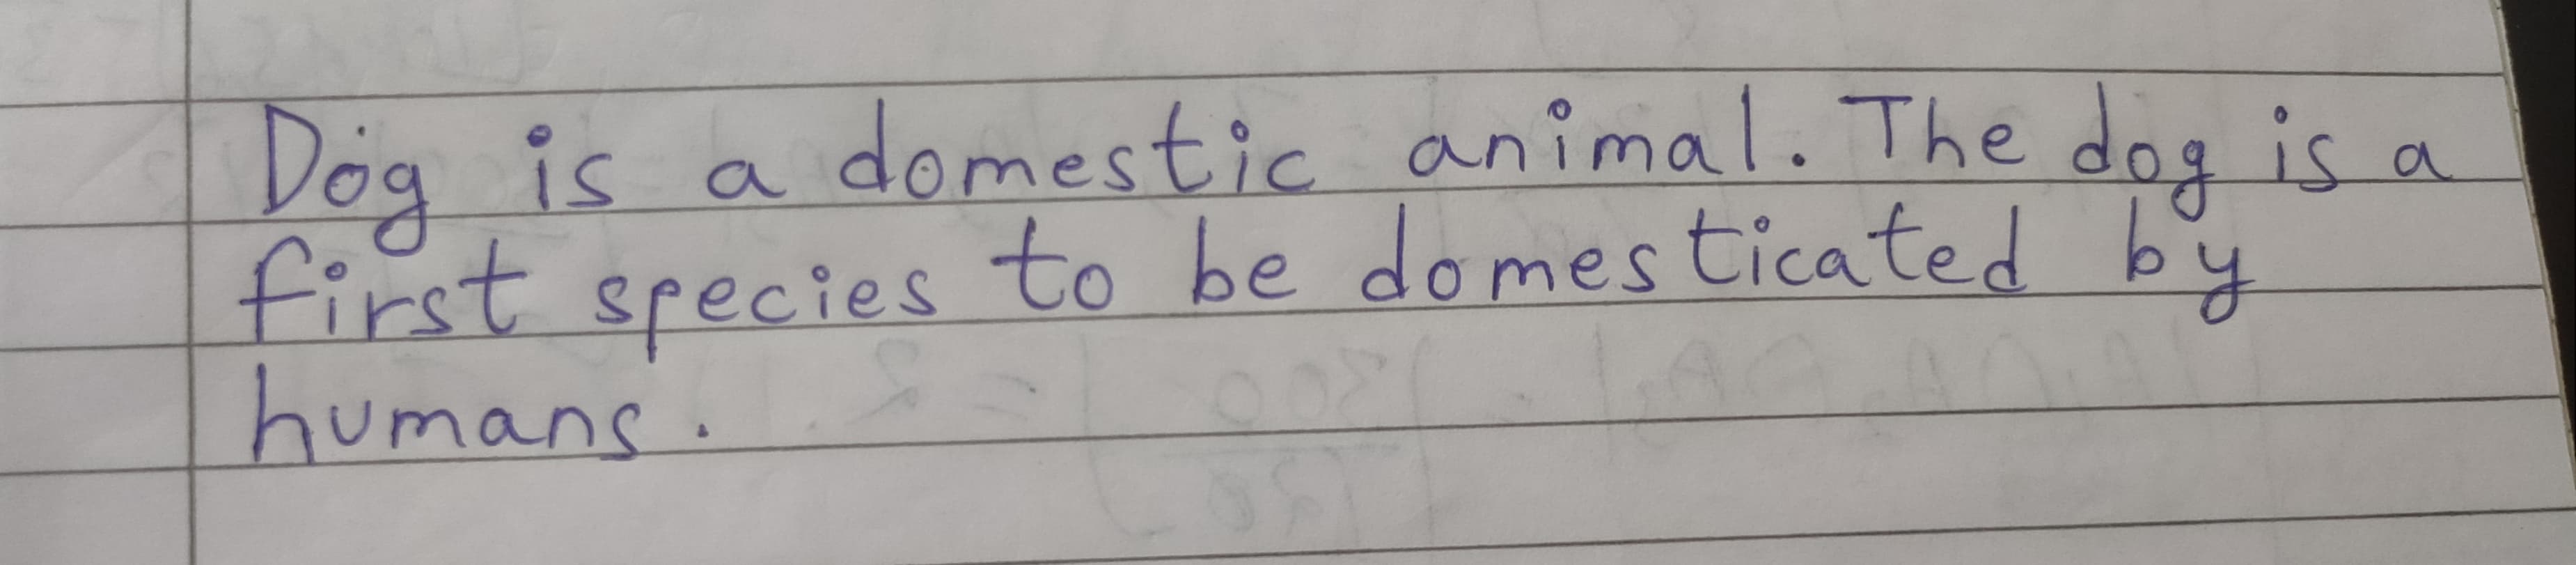 Dog is a domestic animal. The dog is a
first species to be domesticated by
humans.